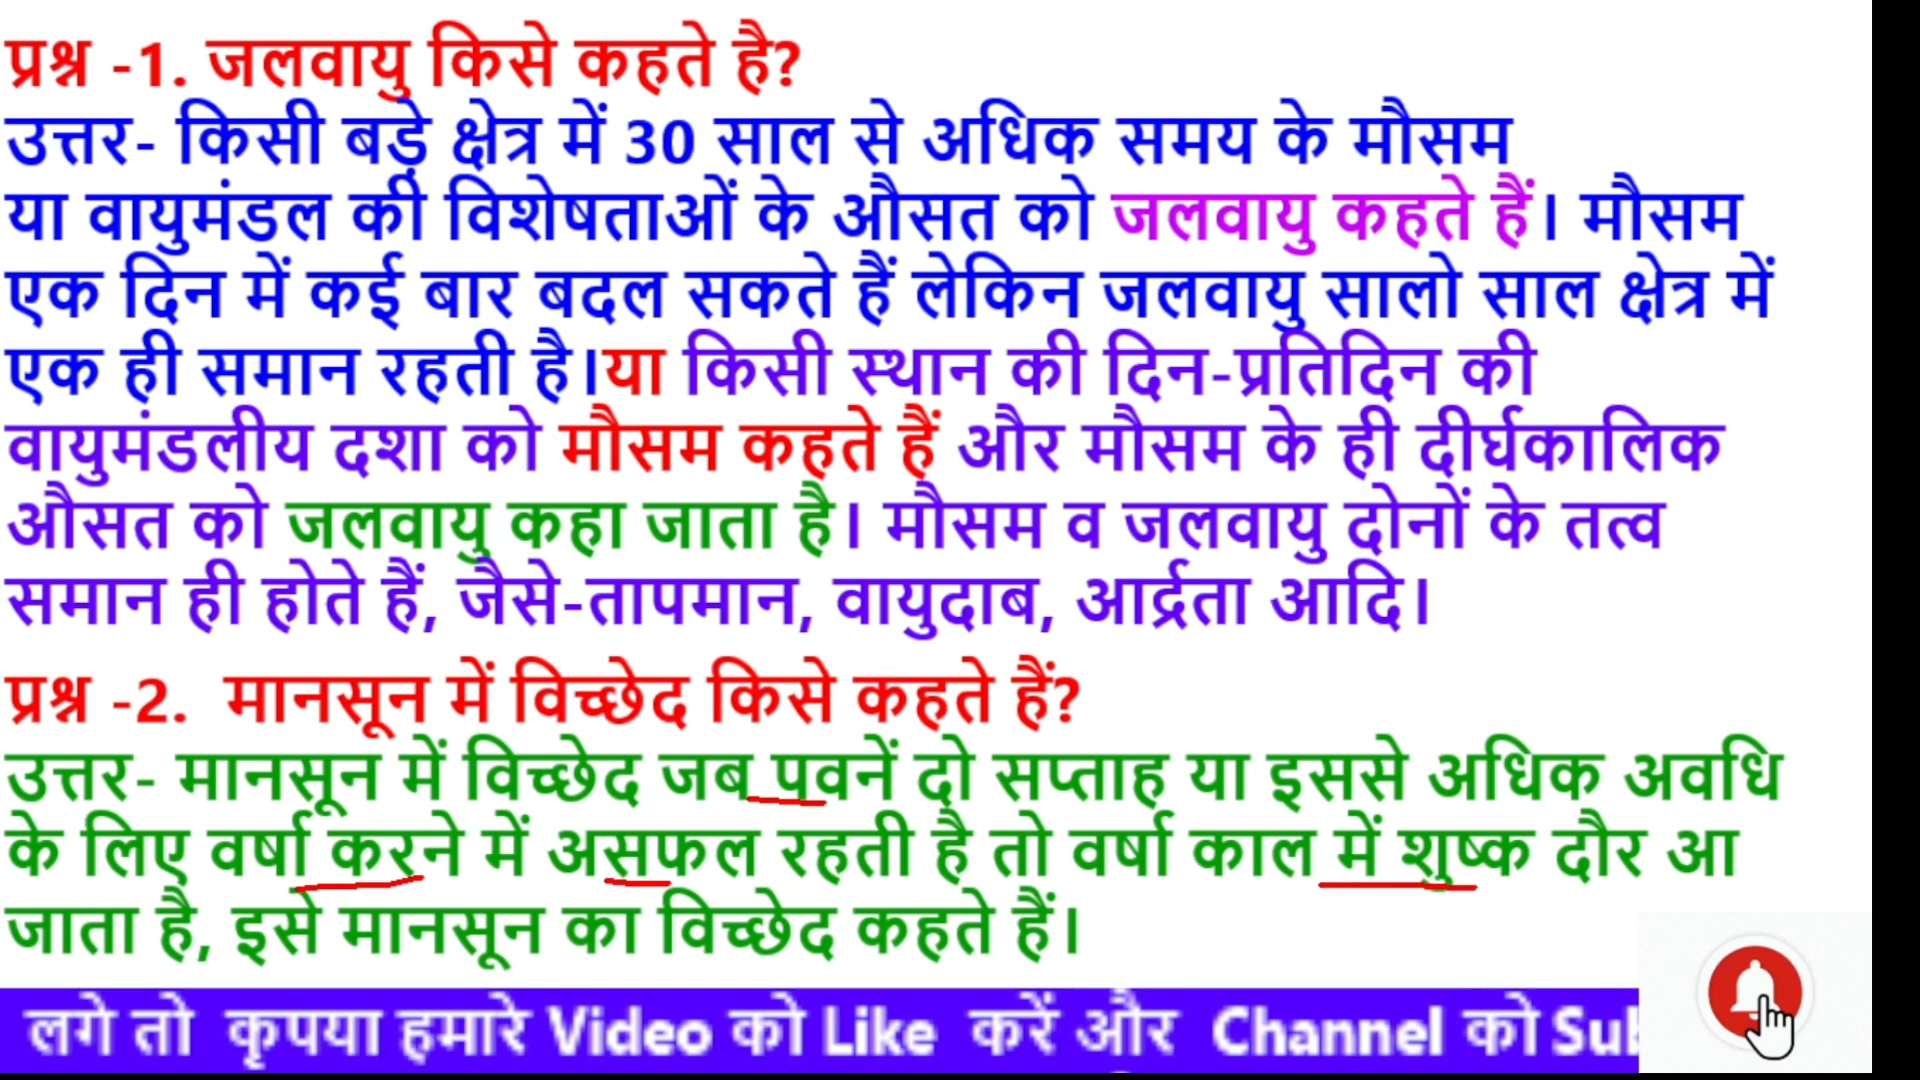 प्रश्न -1. जलवायु किसे कहते है?
उत्तर- किसी बड़े क्षेत्र में 30 साल से अधिक समय के मौसम
या वायुमंडल की विशेषताओं के औसत को जलवायु कहते हैं। मौसम
एक दिन में कई बार बदल सकते हैं लेकिन जलवायु सालो साल क्षेत्र में
एक ही समान रहती है।या किसी स्थान की दिन-प्रतिदिन की
वायुमंडलीय दशा को मौसम कहते हैं और मौसम के ही दीर्घकालिक
औसत को जलवायु कहा जाता है। मौसम व जलवायु दोनों के तत्व
समान ही होते हैं, जैसे-तापमान, वायुदाब, आर्द्रता आदि।
प्रश्न -2. मानसून में विच्छेद किसे कहते हैं?
उत्तर- मानसून में विच्छेद जब पवनें दो सप्ताह या इससे अधिक अवधि
के लिए वर्षा करने में असफल रहती है तो वर्षा काल में शुष्क दौर आ
जाता है, इसे मानसून का विच्छेद कहते हैं।
लगे तो कृपया हमारे Video को Like करें और Channel को